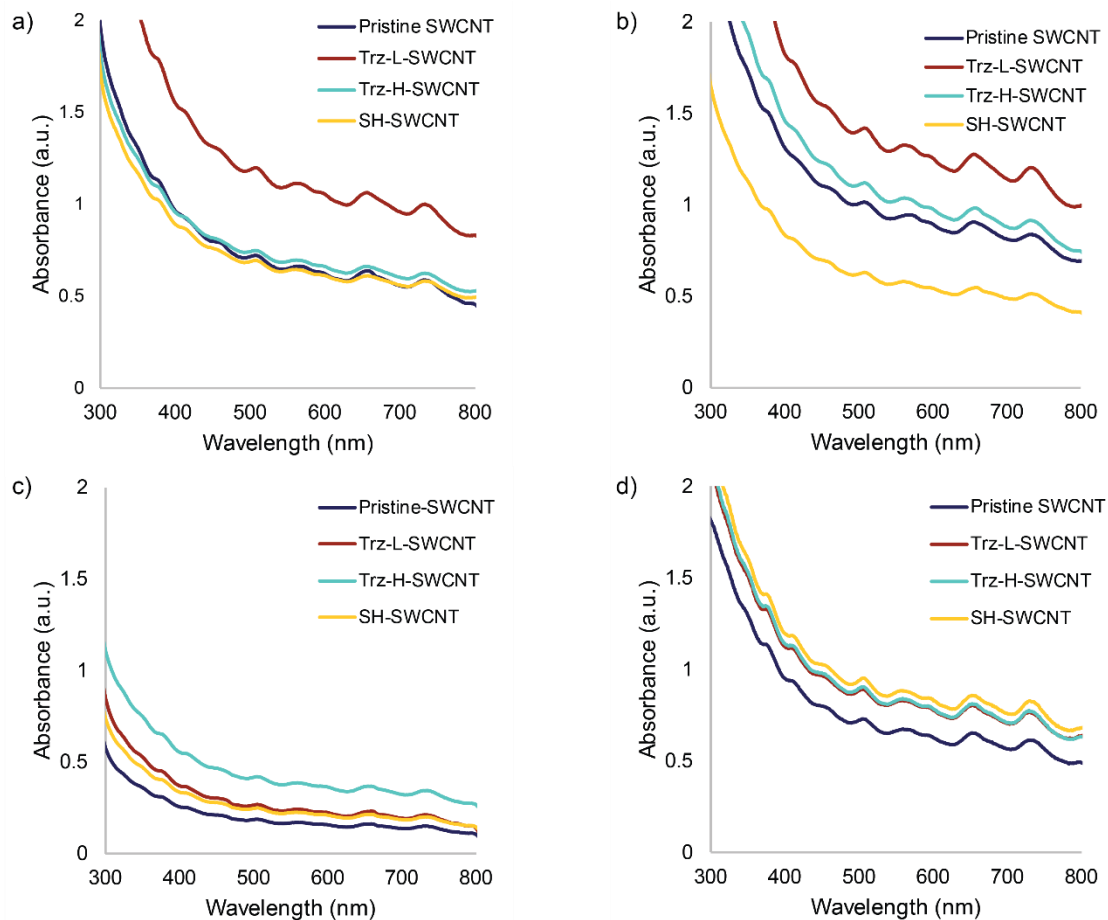 a)
2
1.5
1
0.5
0
Absorbance (a.u.)
300 400 500 600 700 800
Wavelength (nm)
Pristine SWCNT
Trz-L-SWCNT
Trz-H-SWCNT
SH-SWCNT
b)
2
1.5
1
0.5
0
Absorbance (a.u.)
300 400 500 600 700 800
Wavelength (nm)
Pristine SWCNT
Trz-L-SWCNT
Trz-H-SWCNT
SH-SWCNT
c)
2
1.5
1
0.5
0
Absorbance (a.u.)
300 400 500 600 700 800
Wavelength (nm)
Pristine-SWCNT
Trz-L-SWCNT
Trz-H-SWCNT
SH-SWCNT
d)
2
1.5
1
0.5
0
Absorbance (a.u.)
300 400 500 600 700 800
Wavelength (nm)
Pristine SWCNT
Trz-L-SWCNT
Trz-H-SWCNT
SH-SWCNT